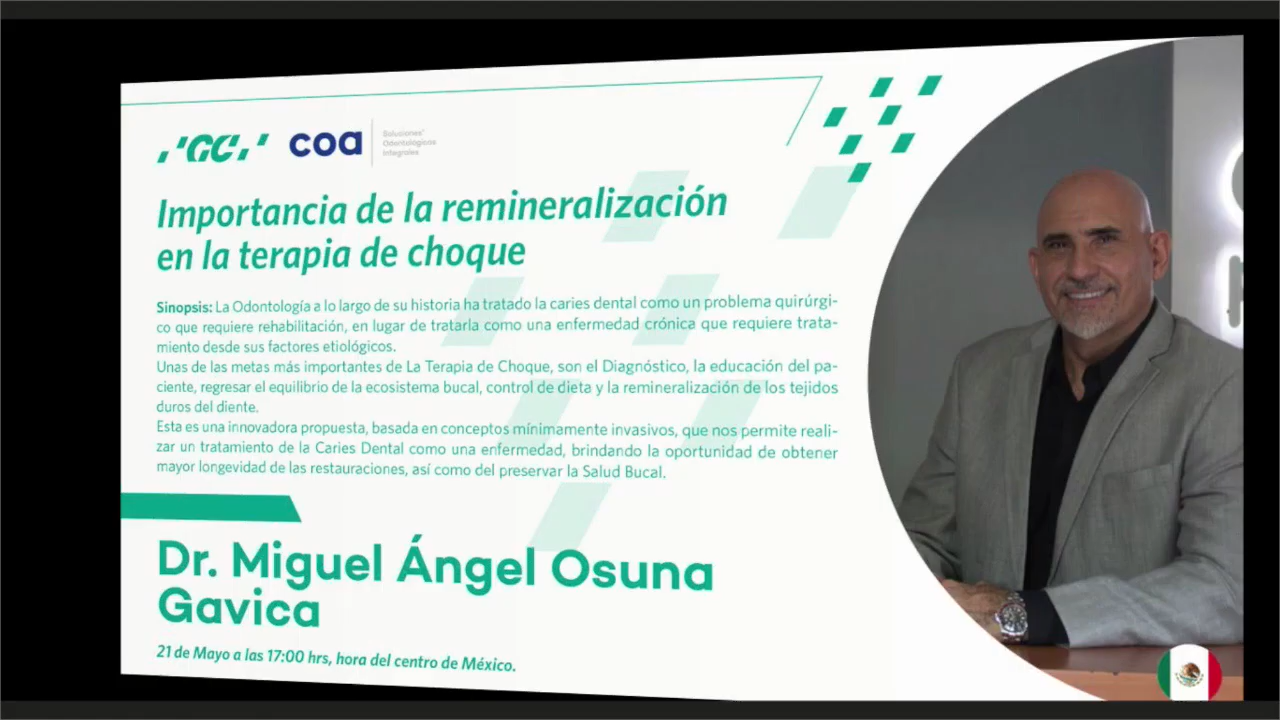 GC
coa
Soluciones
Odontológicas
Integrales
Importancia de la remineralización
en la terapia de choque
Sinopsis: La Odontología a lo largo de su historia ha tratado la caries dental como un problema quirúrgi-
co que requiere rehabilitación, en lugar de tratarla como una enfermedad crónica que requiere trata-
miento desde sus factores etiológicos.
Unas de las metas más importantes de La Terapia de Choque, son el Diagnóstico, la educación del pa-
ciente, regresar el equilibrio de la ecosistema bucal, control de dieta y la remineralización de los tejidos
duros del diente.
Esta es una innovadora propuesta, basada en conceptos mínimamente invasivos, que nos permite reali-
zar un tratamiento de la Caries Dental como una enfermedad, brindando la oportunidad de obtener
mayor longevidad de las restauraciones, así como del preservar la Salud Bucal.
Dr. Miguel Ángel Osuna
Gavica
21 de Mayo a las 17:00 hrs, hora del centro de México.